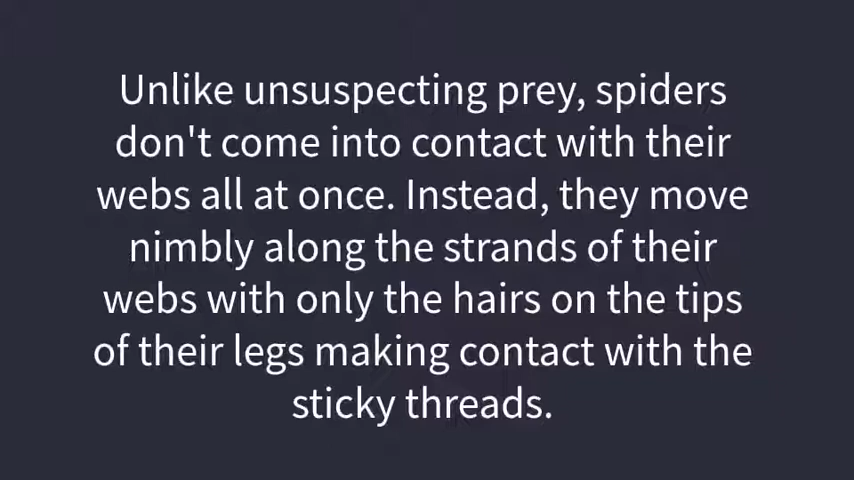 Unlike unsuspecting prey, spiders
don't come into contact with their
webs all at once. Instead, they move
nimbly along the strands of their
webs with only the hairs on the tips
of their legs making contact with the
sticky threads.